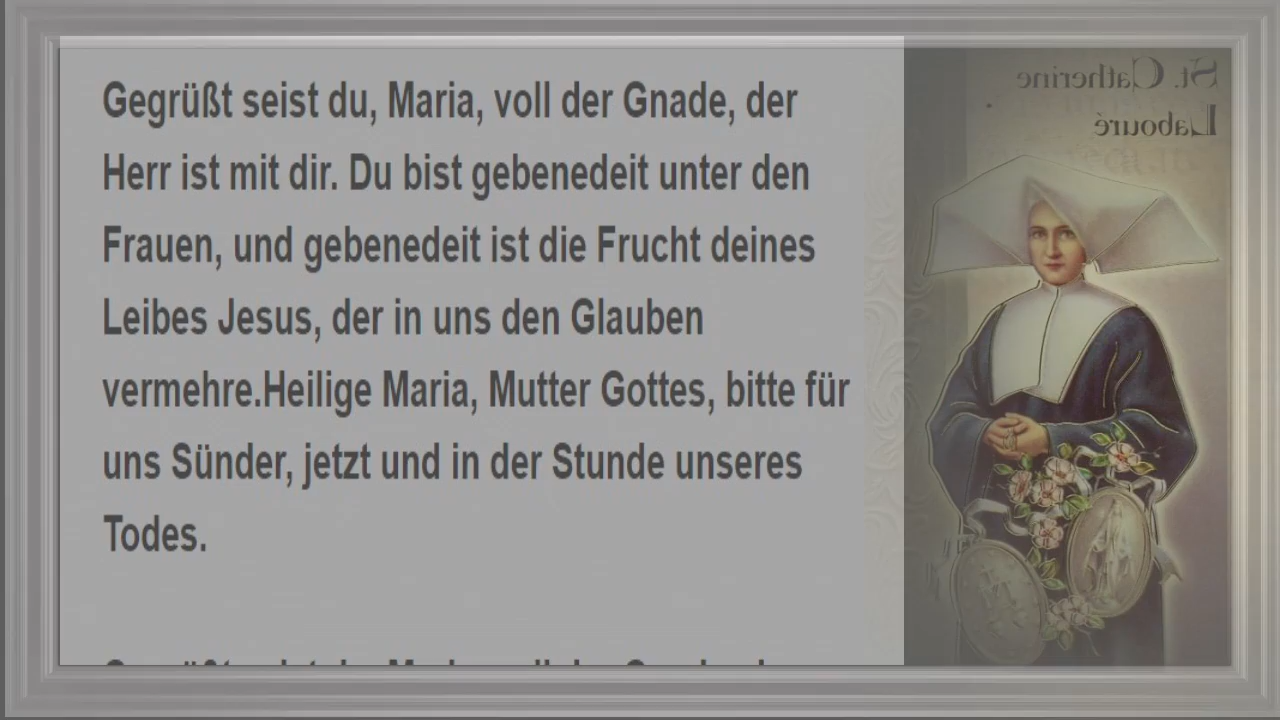 Gegrüßt seist du, Maria, voll der Gnade, der
Herr ist mit dir. Du bist gebenedeit unter den
Frauen, und gebenedeit ist die Frucht deines
Leibes Jesus, der in uns den Glauben
vermehre.Heilige Maria, Mutter Gottes, bitte für
uns Sünder, jetzt und in der Stunde unseres
Todes.
St. Catherine
Labouré